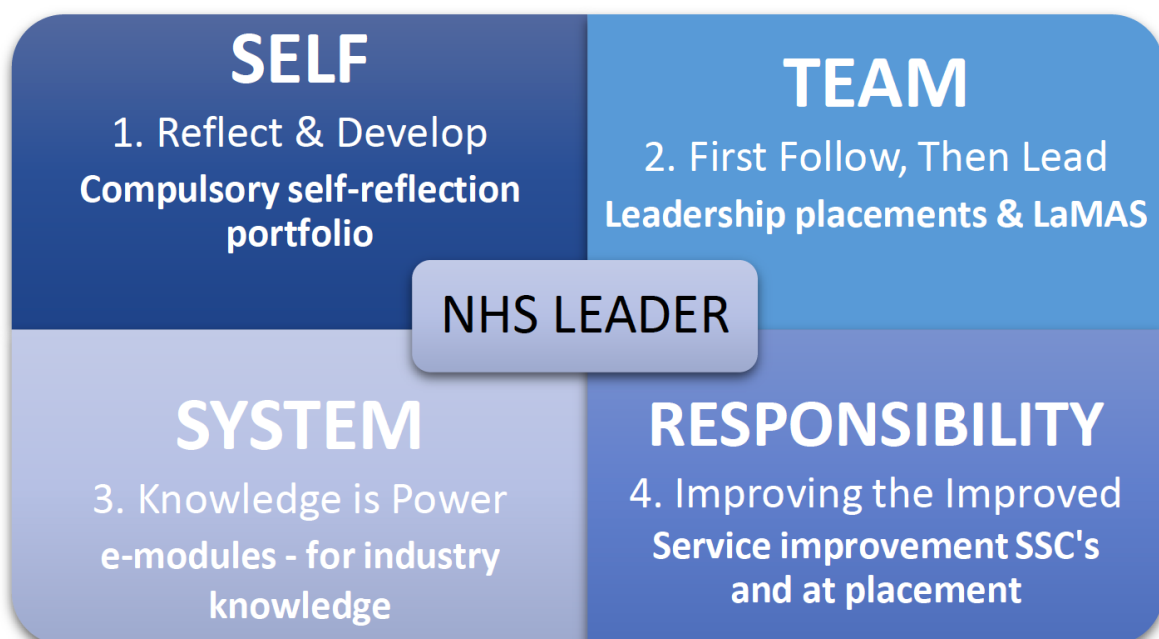 SELF
1. Reflect & Develop
Compulsory self-reflection
portfolio
TEAM
2. First Follow, Then Lead
Leadership placements & LaMAS
NHS LEADER
SYSTEM
3. Knowledge is Power
e-modules - for industry
knowledge
RESPONSIBILITY
4. Improving the Improved
Service improvement SSC's
and at placement